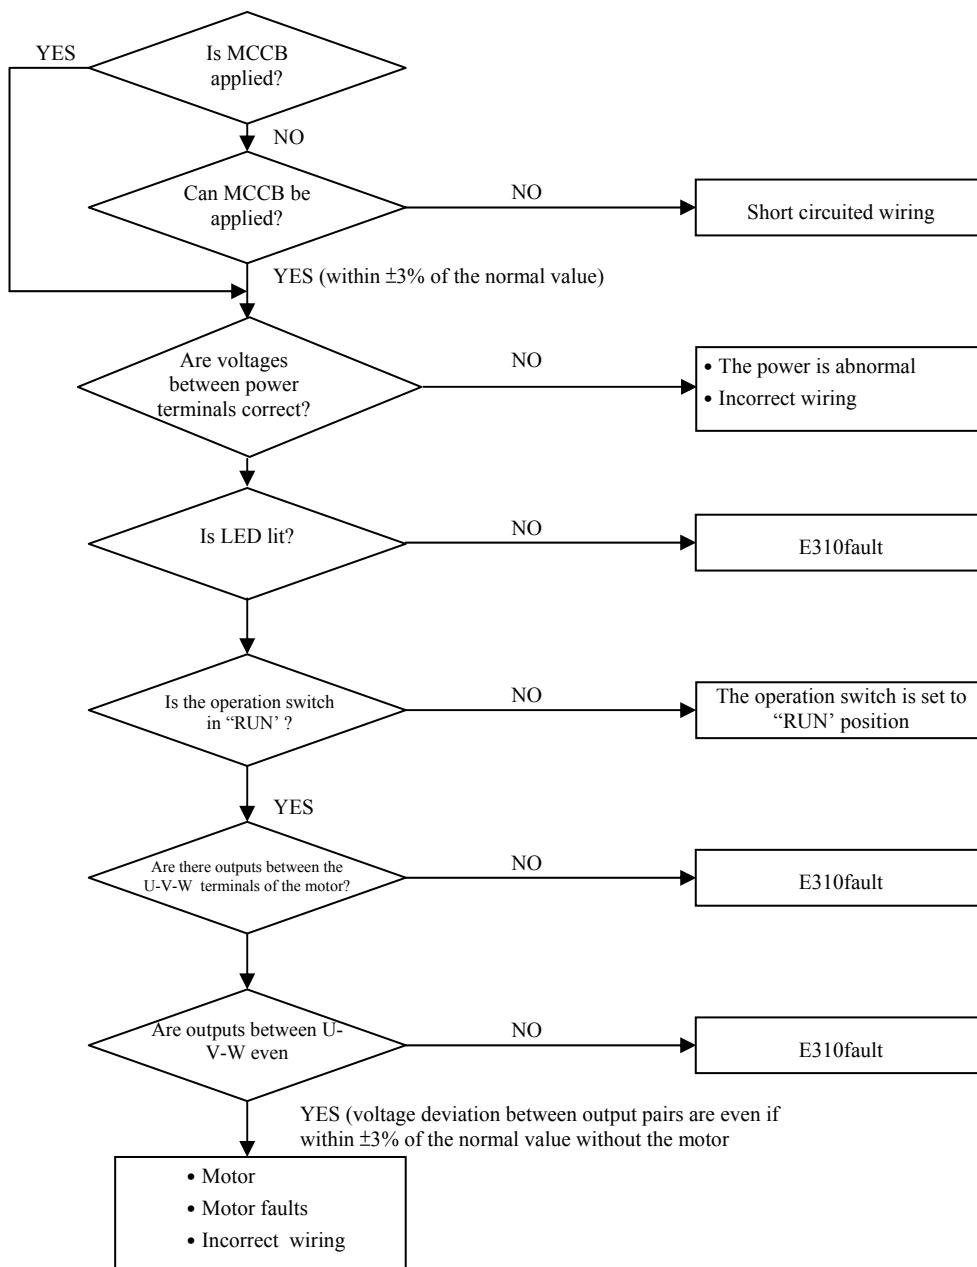 YES
Is MCCB
applied?
NO
Can MCCB be
applied?
NO
Short circuited wiring
YES (within ±3% of the normal value)
Are voltages
between power
terminals correct?
NO
• The power is abnormal
• Incorrect wiring
Is LED lit?
NO
E310fault
Is the operation switch
in “RUN’ ?
NO
The operation switch is set to
“RUN’ position
YES
Are there outputs between the
U-V-W terminals of the motor?
NO
E310fault
Are outputs between U-
V-W even
NO
E310fault
YES (voltage deviation between output pairs are even if
within ±3% of the normal value without the motor
• Motor
• Motor faults
• Incorrect wiring